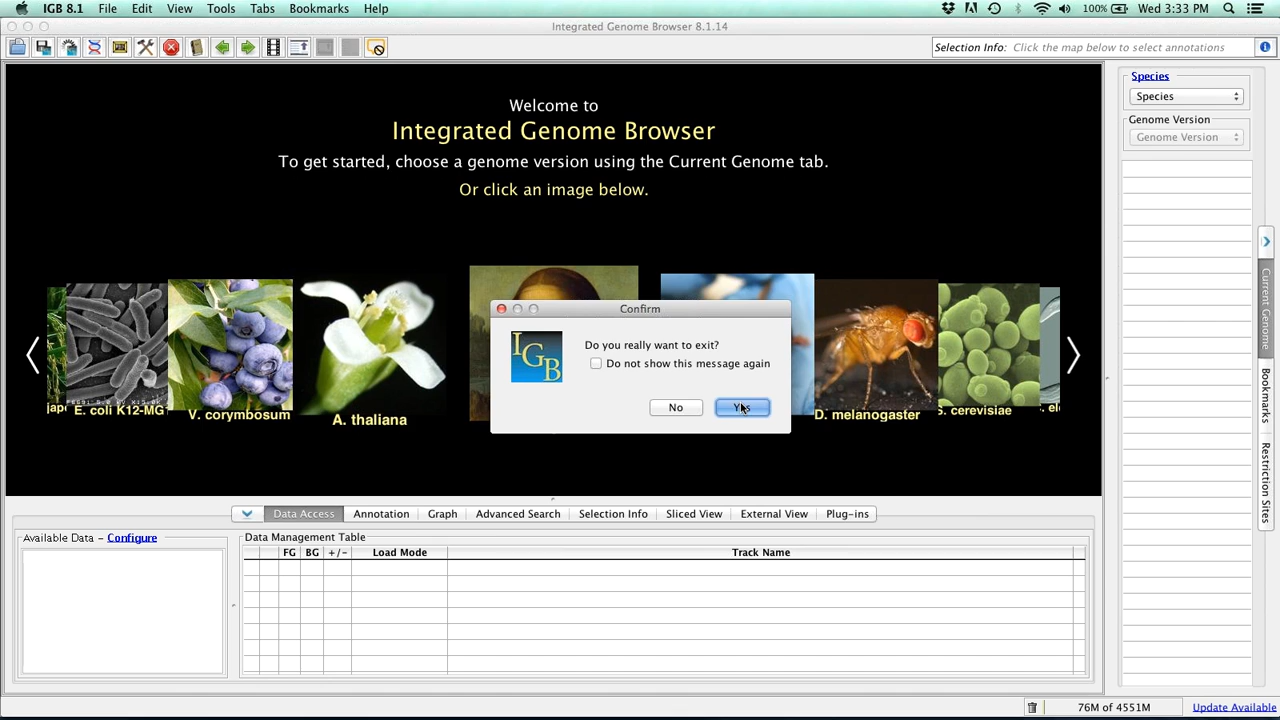 IGB 8.1 File Edit View Tools Tabs Bookmarks Help 100% Wed 3:33 PM
Integrated Genome Browser 8.1.14
Selection Info: Click the map below to select annotations
Welcome to
Integrated Genome Browser
To get started, choose a genome version using the Current Genome tab.
Or click an image below.
Species
Species
Genome Version
Genome Version
Current Genome
Bookmarks
Restriction Sites
Confirm
IGB
Do you really want to exit?
Do not show this message again
No Yes
E. coli K12-MG
V. corymbosum
A. thaliana
D. melanogaster
S. cerevisiae
Data Access Annotation Graph Advanced Search Selection Info Sliced View External View Plug-ins
Available Data - Configure
Data Management Table
FG BG +/- Load Mode Track Name
76M of 4551M Update Available